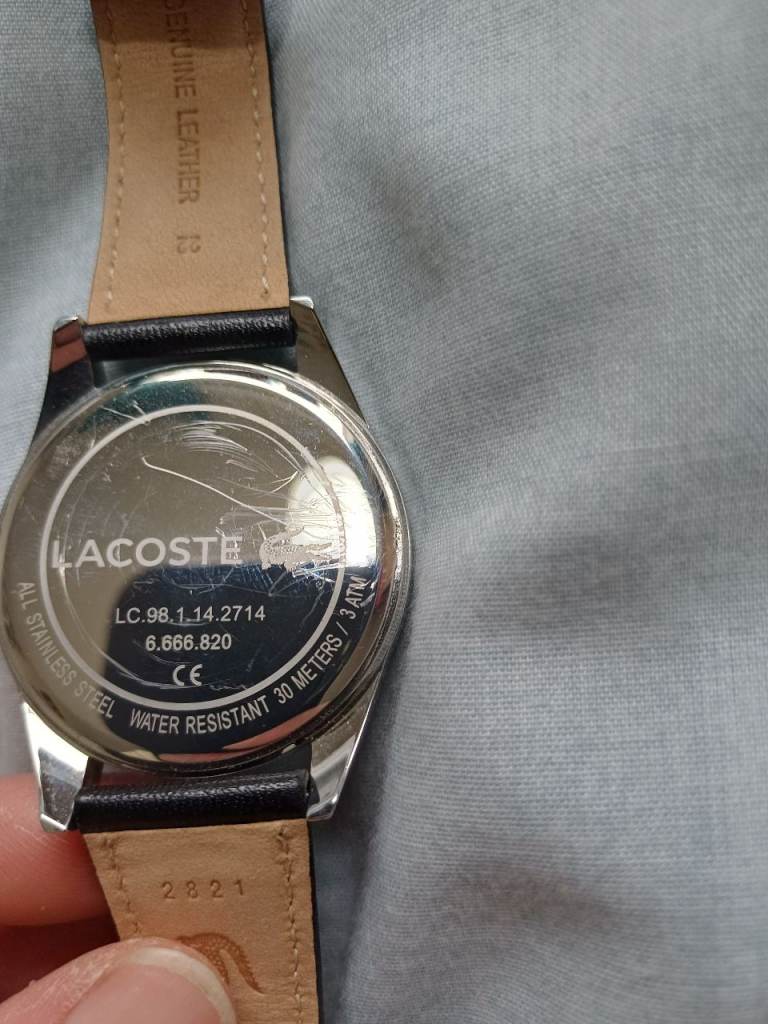 GENUINE LEATHER 22
LACOSTE
LC.98.1.14.2714
6.666.820
CE
ALL STAINLESS STEEL WATER RESISTANT 30 METERS / 3 ATM
2821